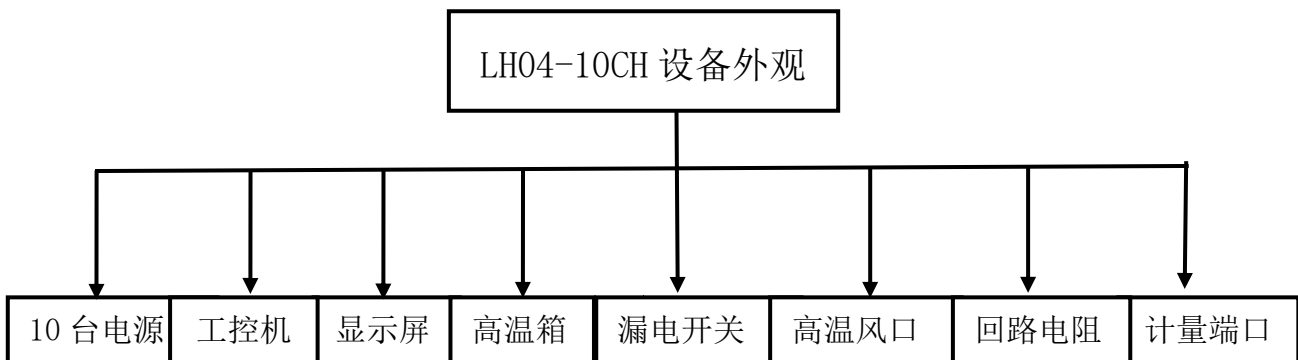 LH04-10CH 设备外观
10 台电源
工控机
显示屏
高温箱
漏电开关
高温风口
回路电阻
计量端口